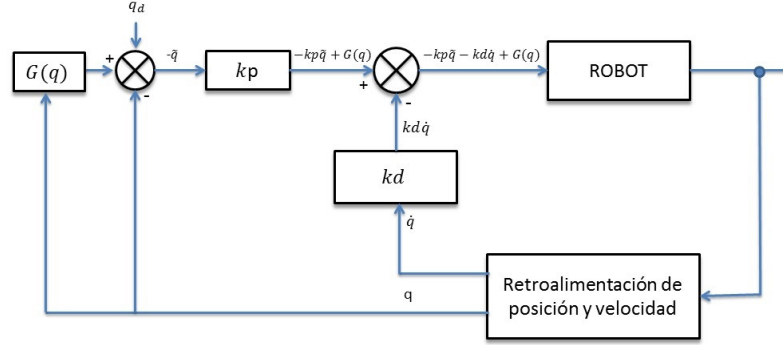 q_d
G(q)
+
-
-q̃
kp
−kpq̃ + G(q)
+
-
−kpq̃ − kdq̇ + G(q)
ROBOT
kdq̇
kd
q̇
Retroalimentación de
posición y velocidad
q